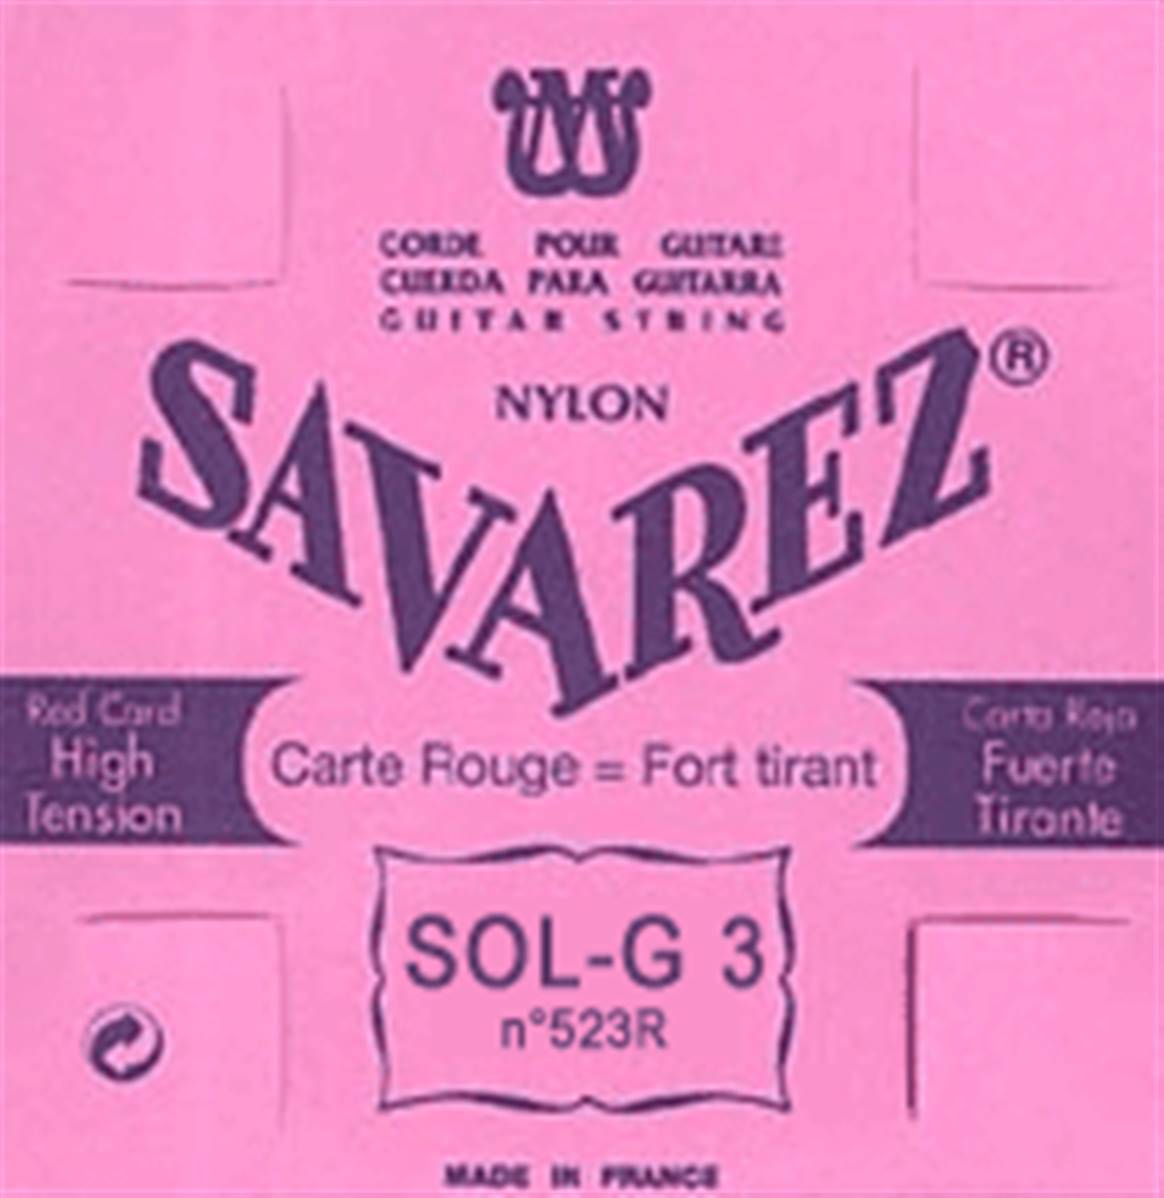 CORDE POUR GUITARE
CUERDA PARA GUITARRA
GUITAR STRING
NYLON
SAVAREZ®
Red Card
High
Tension
Carte Rouge = Fort tirant
Carta Roja
Fuerte
Tirante
SOL-G 3
n°523R
MADE IN FRANCE